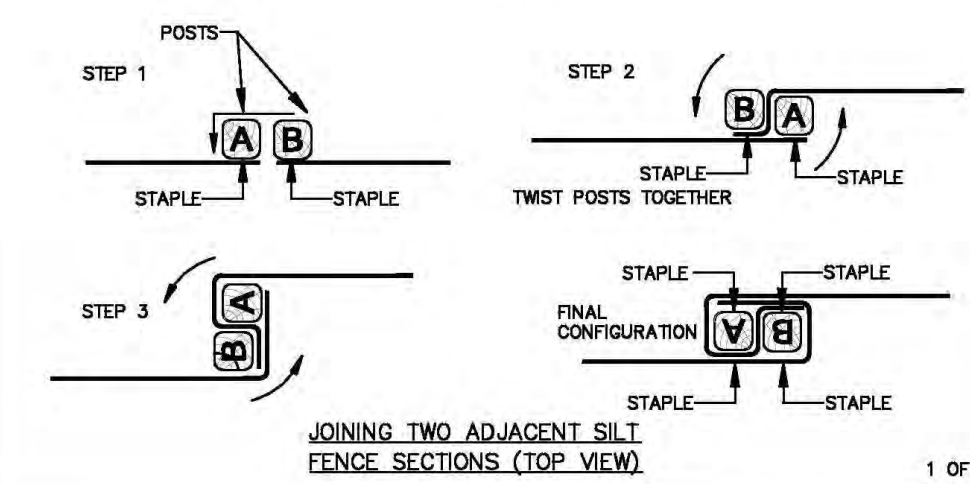 POSTS
STEP 1
A
B
STAPLE
STAPLE
STEP 2
B
A
STAPLE
STAPLE
TWIST POSTS TOGETHER
STEP 3
A
B
STAPLE
STAPLE
FINAL
CONFIGURATION
A
B
STAPLE
STAPLE
JOINING TWO ADJACENT SILT
FENCE SECTIONS (TOP VIEW)
1 OF